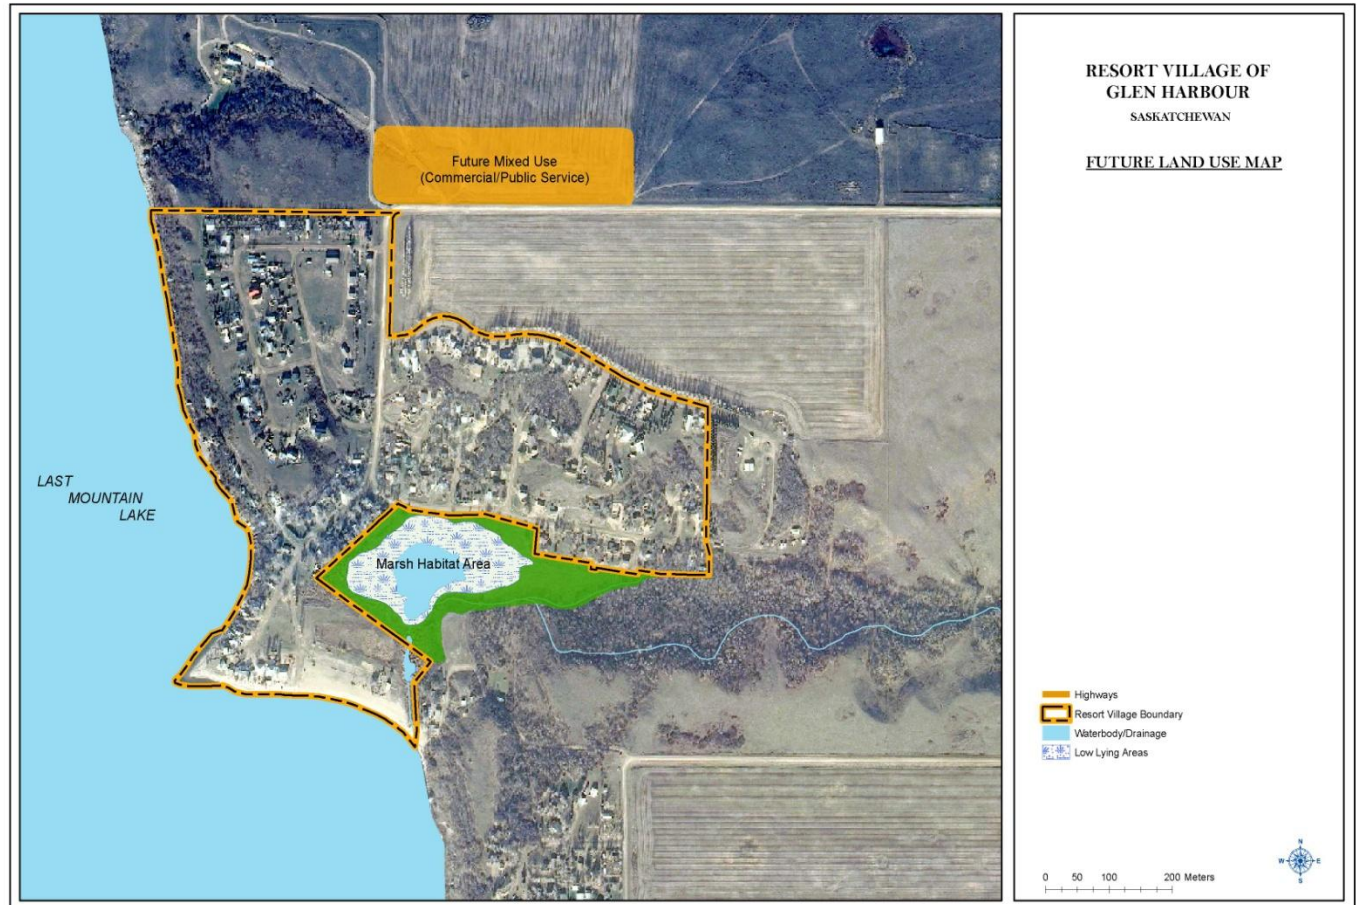 RESORT VILLAGE OF
GLEN HARBOUR
SASKATCHEWAN
FUTURE LAND USE MAP
Future Mixed Use
(Commercial/Public Service)
LAST
MOUNTAIN
LAKE
Marsh Habitat Area
Highways
Resort Village Boundary
Waterbody/Drainage
Low Lying Areas
N
W E
S
0 50 100 200 Meters